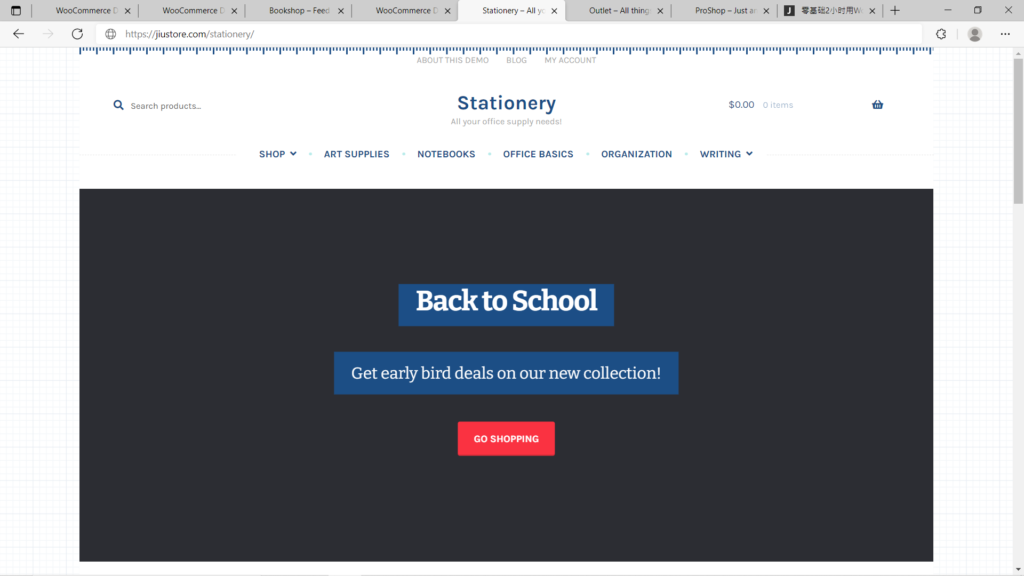 WooCommerce D
WooCommerce D
Bookshop – Feed
WooCommerce D
Stationery – All yo
Outlet – All things
ProShop – Just an
J 零基础2小时用W
https://jiustore.com/stationery/
ABOUT THIS DEMO BLOG MY ACCOUNT
Search products…
Stationery
$0.00 0 items
All your office supply needs!
SHOP ART SUPPLIES NOTEBOOKS OFFICE BASICS ORGANIZATION WRITING
Back to School
Get early bird deals on our new collection!
GO SHOPPING